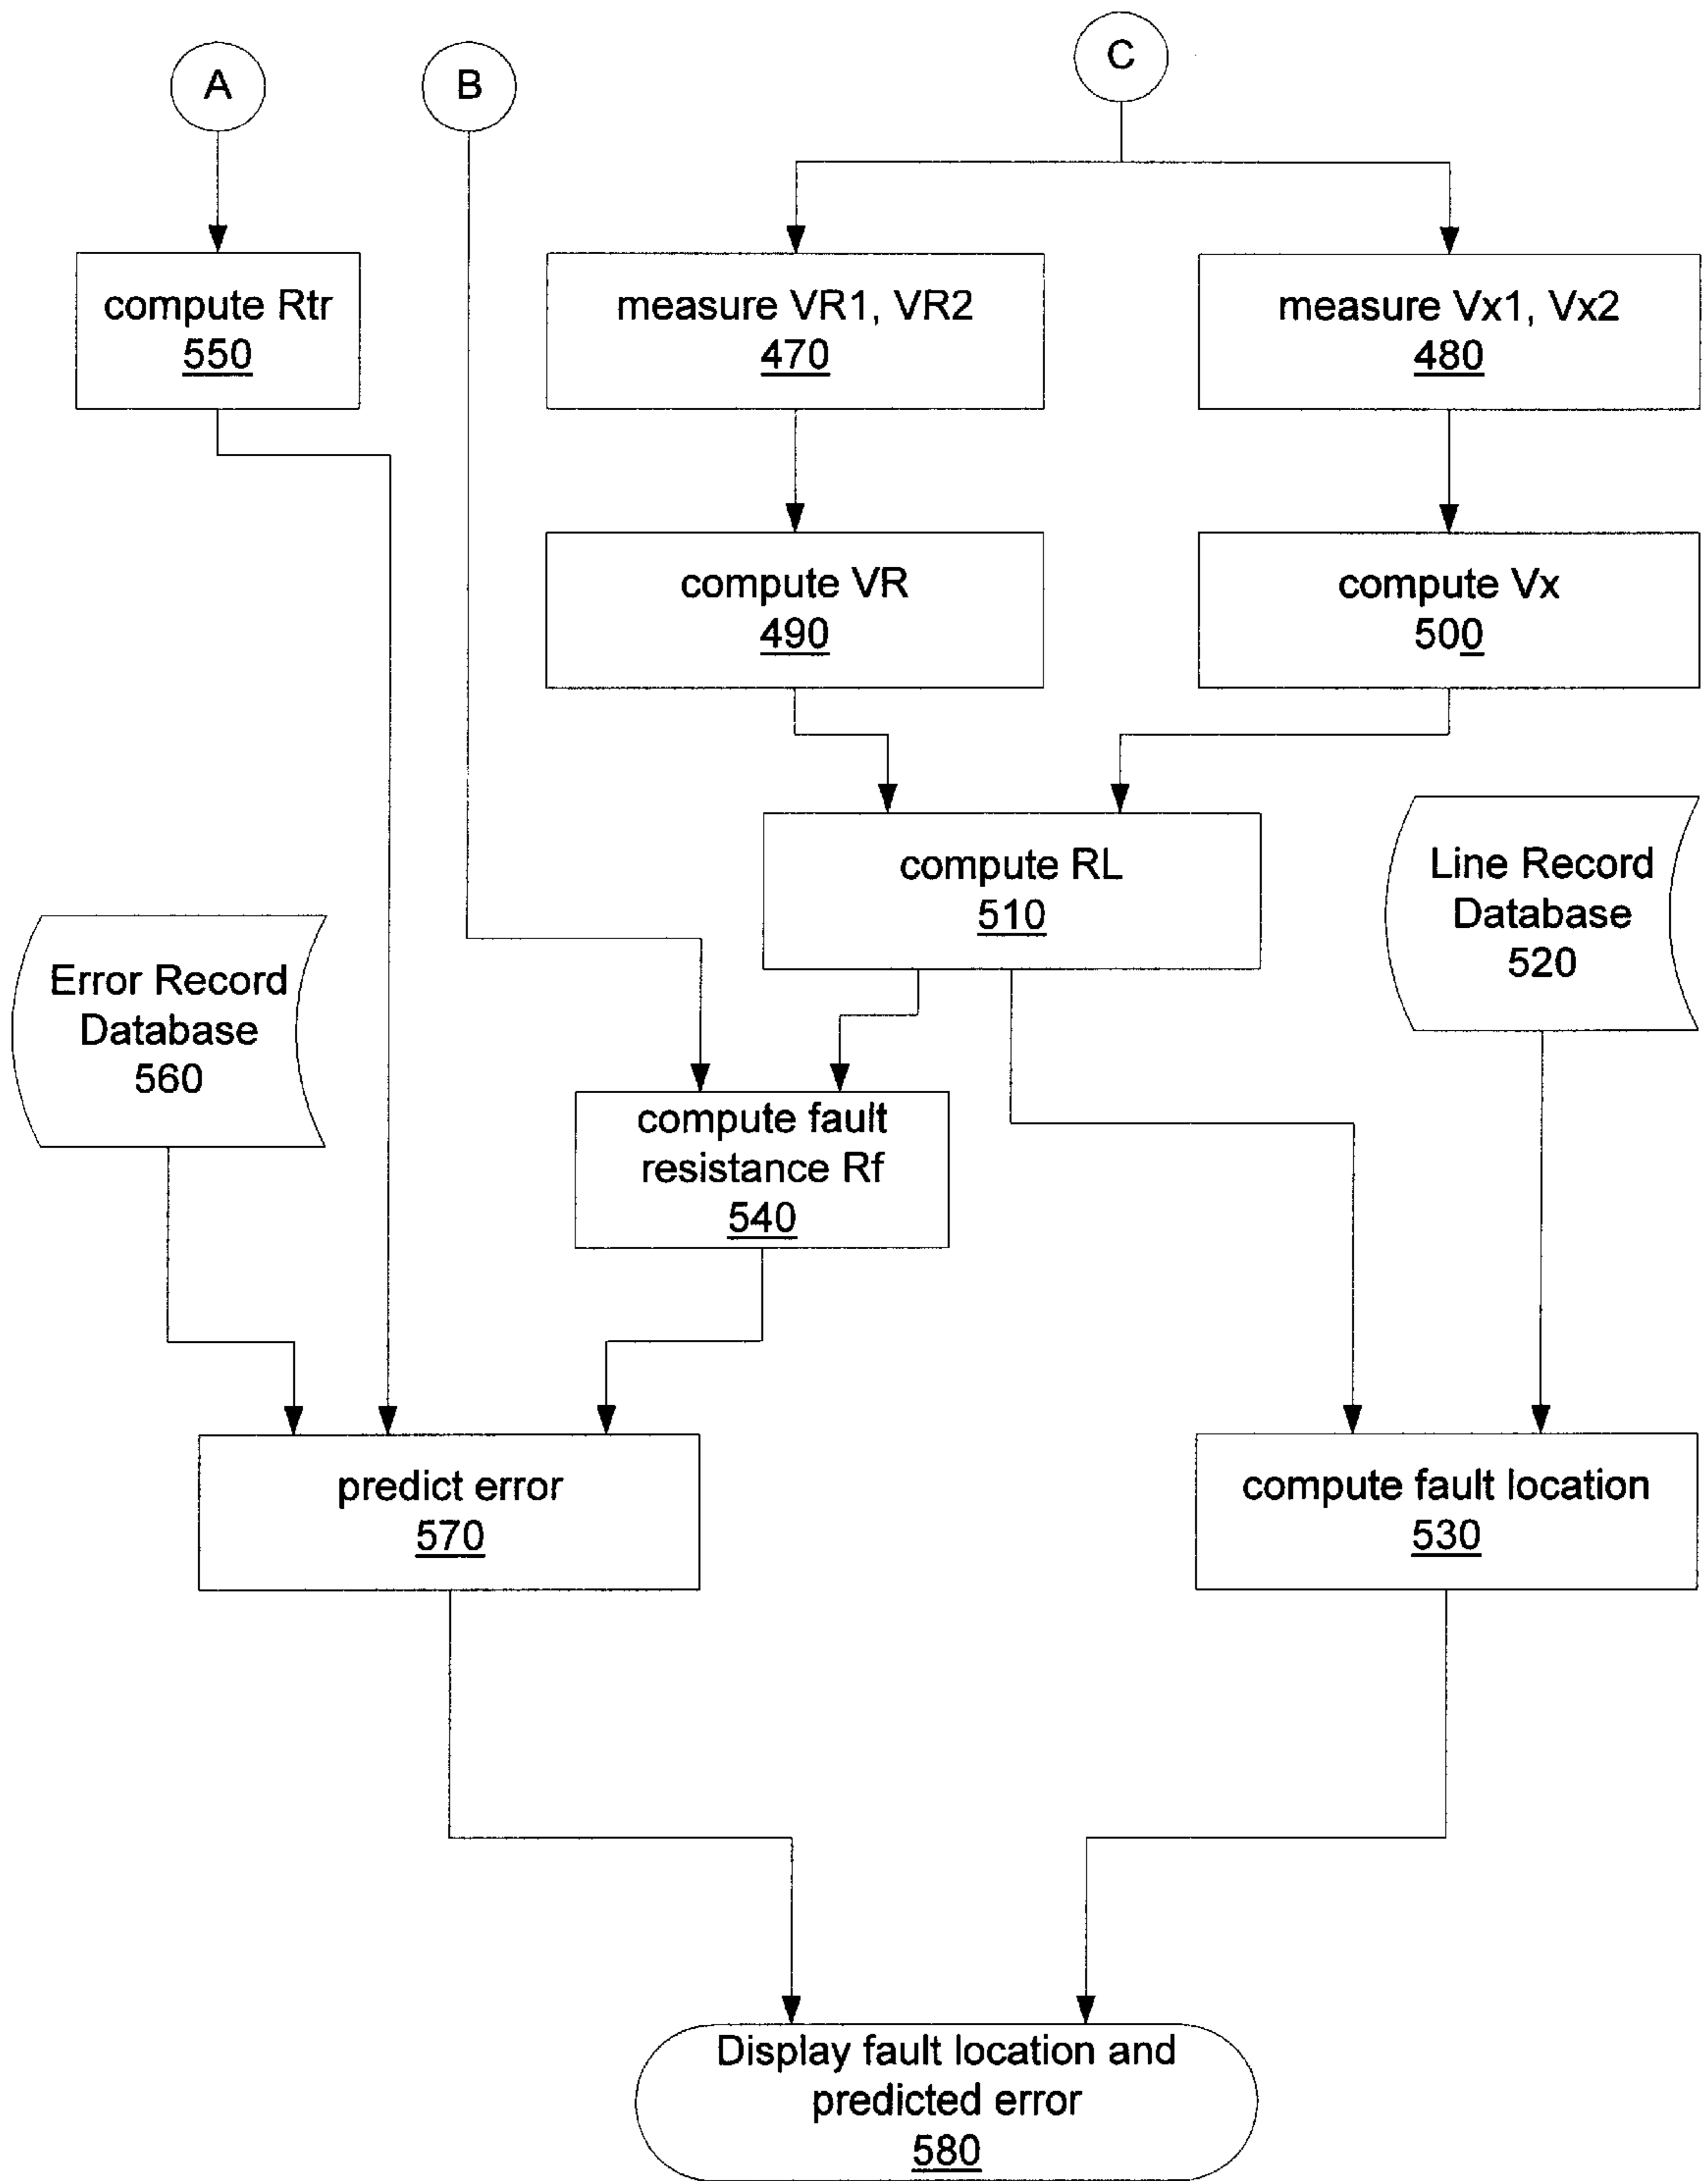 A
B
C
compute Rtr
550
measure VR1, VR2
470
measure Vx1, Vx2
480
compute VR
490
compute Vx
500
compute RL
510
Line Record
Database
520
Error Record
Database
560
compute fault
resistance Rf
540
predict error
570
compute fault location
530
Display fault location and
predicted error
580